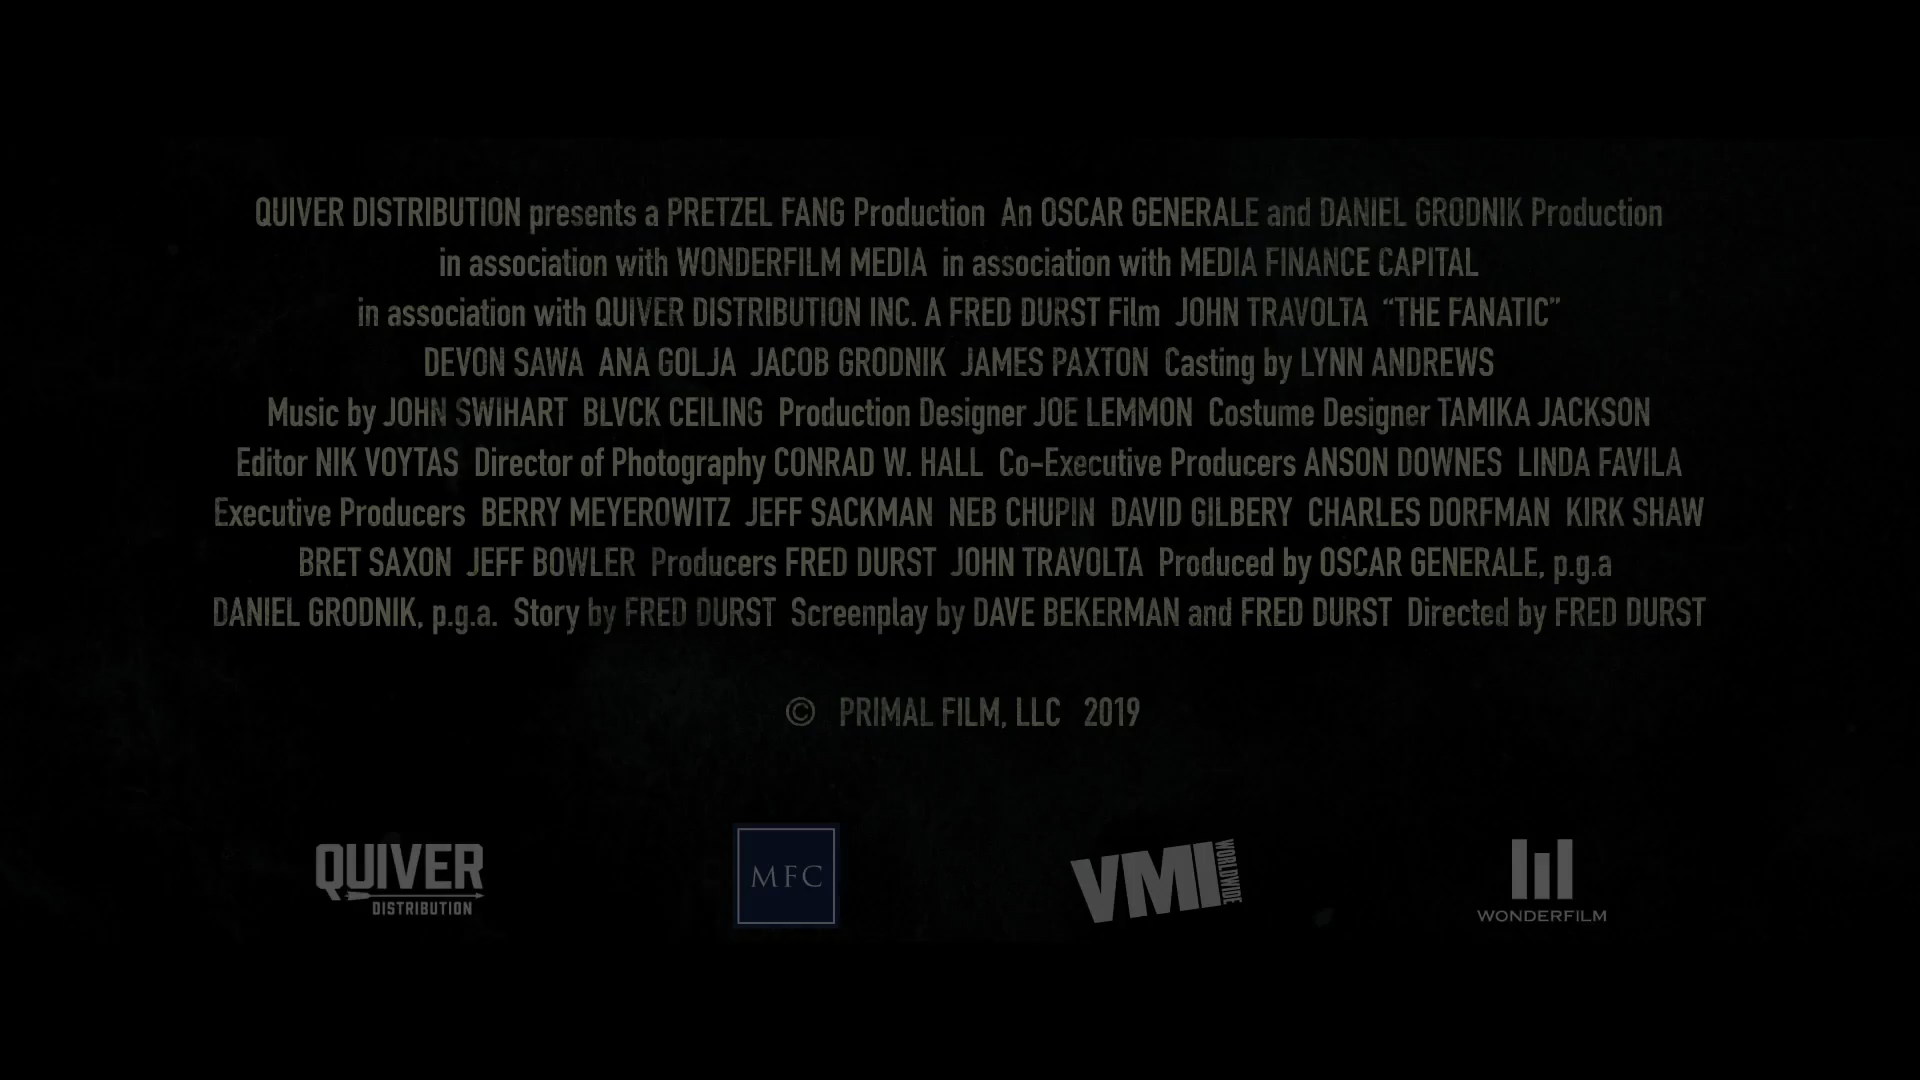 QUIVER DISTRIBUTION presents a PRETZEL FANG Production An OSCAR GENERALE and DANIEL GRODNIK Production
in association with WONDERFILM MEDIA in association with MEDIA FINANCE CAPITAL
in association with QUIVER DISTRIBUTION INC. A FRED DURST Film JOHN TRAVOLTA “THE FANATIC”
DEVON SAWA ANA GOLJA JACOB GRODNIK JAMES PAXTON Casting by LYNN ANDREWS
Music by JOHN SWIHART BLVCK CEILING Production Designer JOE LEMMON Costume Designer TAMIKA JACKSON
Editor NIK VOYTAS Director of Photography CONRAD W. HALL Co-Executive Producers ANSON DOWNES LINDA FAVILA
Executive Producers BERRY MEYEROWITZ JEFF SACKMAN NEB CHUPIN DAVID GILBERY CHARLES DORFMAN KIRK SHAW
BRET SAXON JEFF BOWLER Producers FRED DURST JOHN TRAVOLTA Produced by OSCAR GENERALE, p.g.a
DANIEL GRODNIK, p.g.a. Story by FRED DURST Screenplay by DAVE BEKERMAN and FRED DURST Directed by FRED DURST
© PRIMAL FILM, LLC 2019
QUIVER
DISTRIBUTION
MFC
VMI WORLDWIDE
WONDERFILM